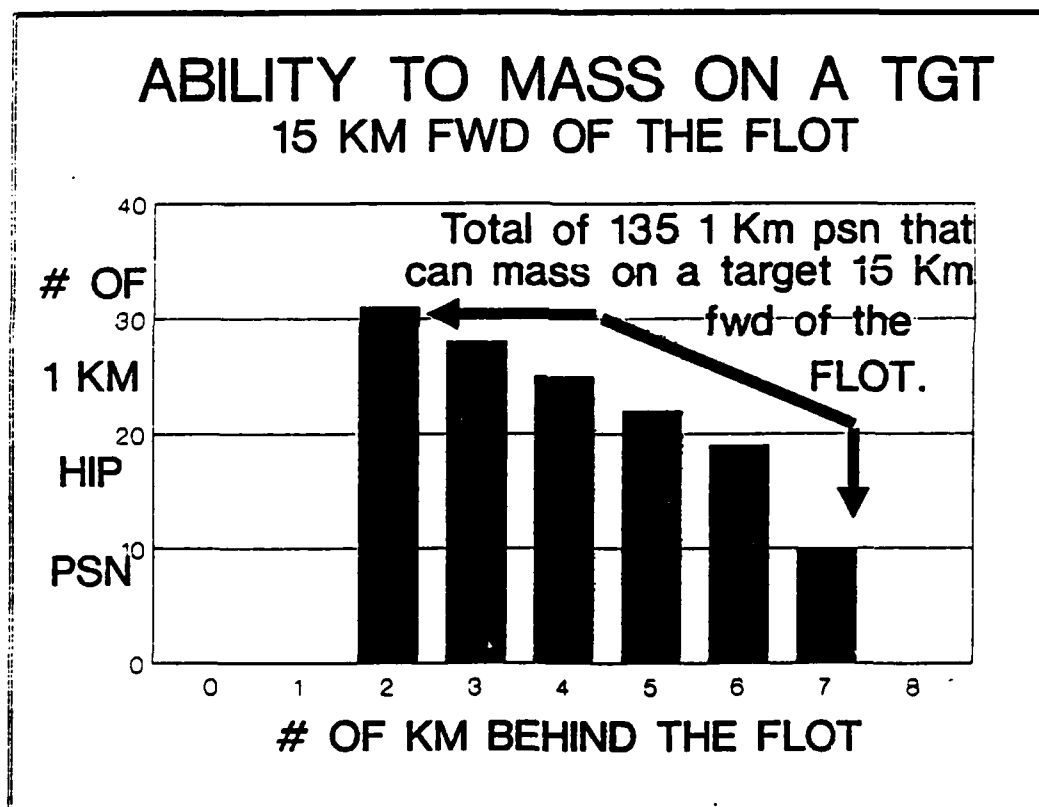 ABILITY TO MASS ON A TGT
15 KM FWD OF THE FLOT
# OF
1 KM
HIP
PSN
40
30
20
10
0
Total of 135 1 Km psn that
can mass on a target 15 Km
fwd of the
FLOT.
0 1 2 3 4 5 6 7 8
# OF KM BEHIND THE FLOT